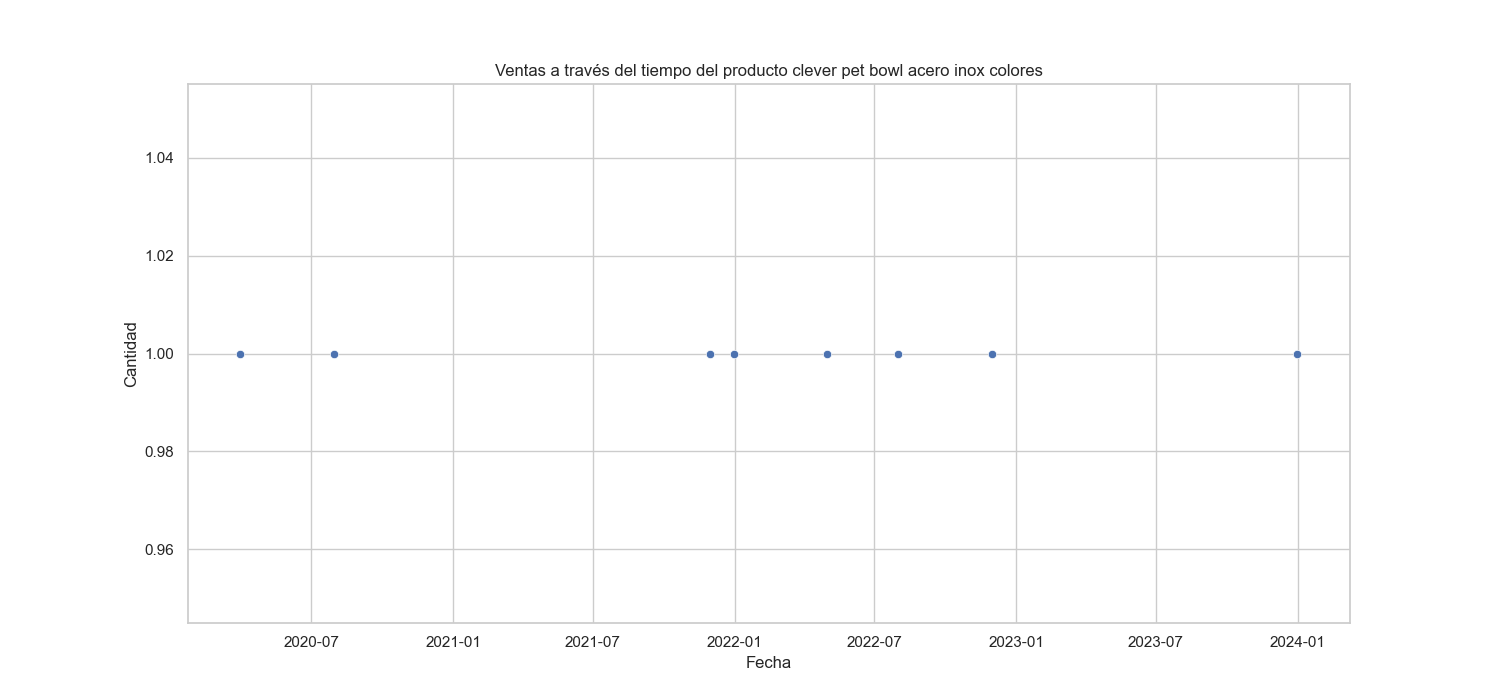 Ventas a través del tiempo del producto clever pet bowl acero inox colores
1.04
1.02
1.00
0.98
0.96
Cantidad
2020-07 2021-01 2021-07 2022-01 2022-07 2023-01 2023-07 2024-01
Fecha